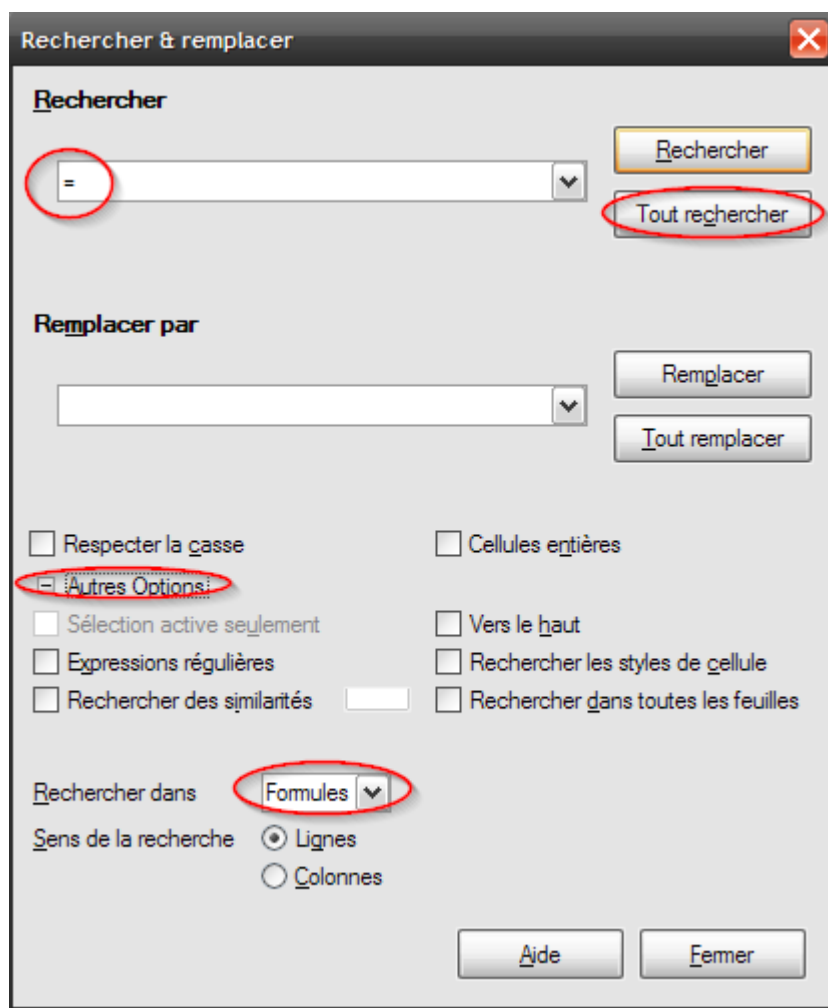 Rechercher & remplacer
Rechercher
=
Rechercher
Tout rechercher
Remplacer par
Remplacer
Tout remplacer
Respecter la casse
Cellules entières
Autres Options
Sélection active seulement
Vers le haut
Expressions régulières
Rechercher les styles de cellule
Rechercher des similarités
Rechercher dans toutes les feuilles
Rechercher dans
Formules
Sens de la recherche
Lignes
Colonnes
Aide
Fermer